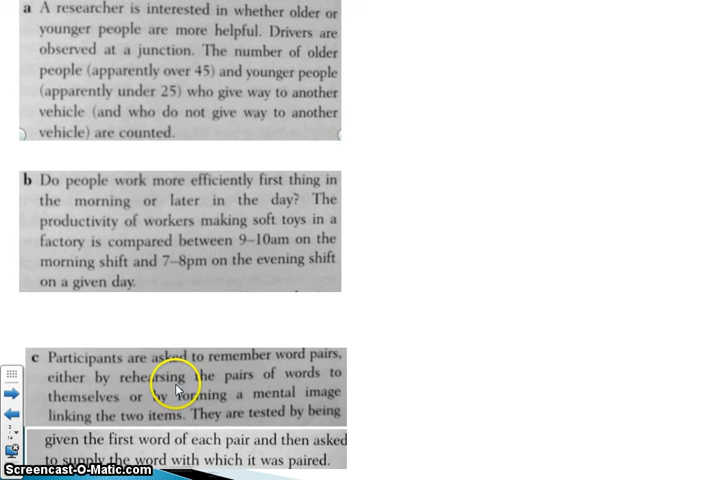 a A researcher is interested in whether older or
younger people are more helpful. Drivers are
observed at a junction. The number of older
people (apparently over 45) and younger people
(apparently under 25) who give way to another
vehicle (and who do not give way to another
vehicle) are counted.
b Do people work more efficiently first thing in
the morning or later in the day? The
productivity of workers making soft toys in a
factory is compared between 9–10am on the
morning shift and 7–8pm on the evening shift
on a given day.
c Participants are asked to remember word pairs,
either by rehearsing the pairs of words to
themselves or by forming a mental image
linking the two items. They are tested by being
given the first word of each pair and then asked
to supply the word with which it was paired.
Screencast-O-Matic.com